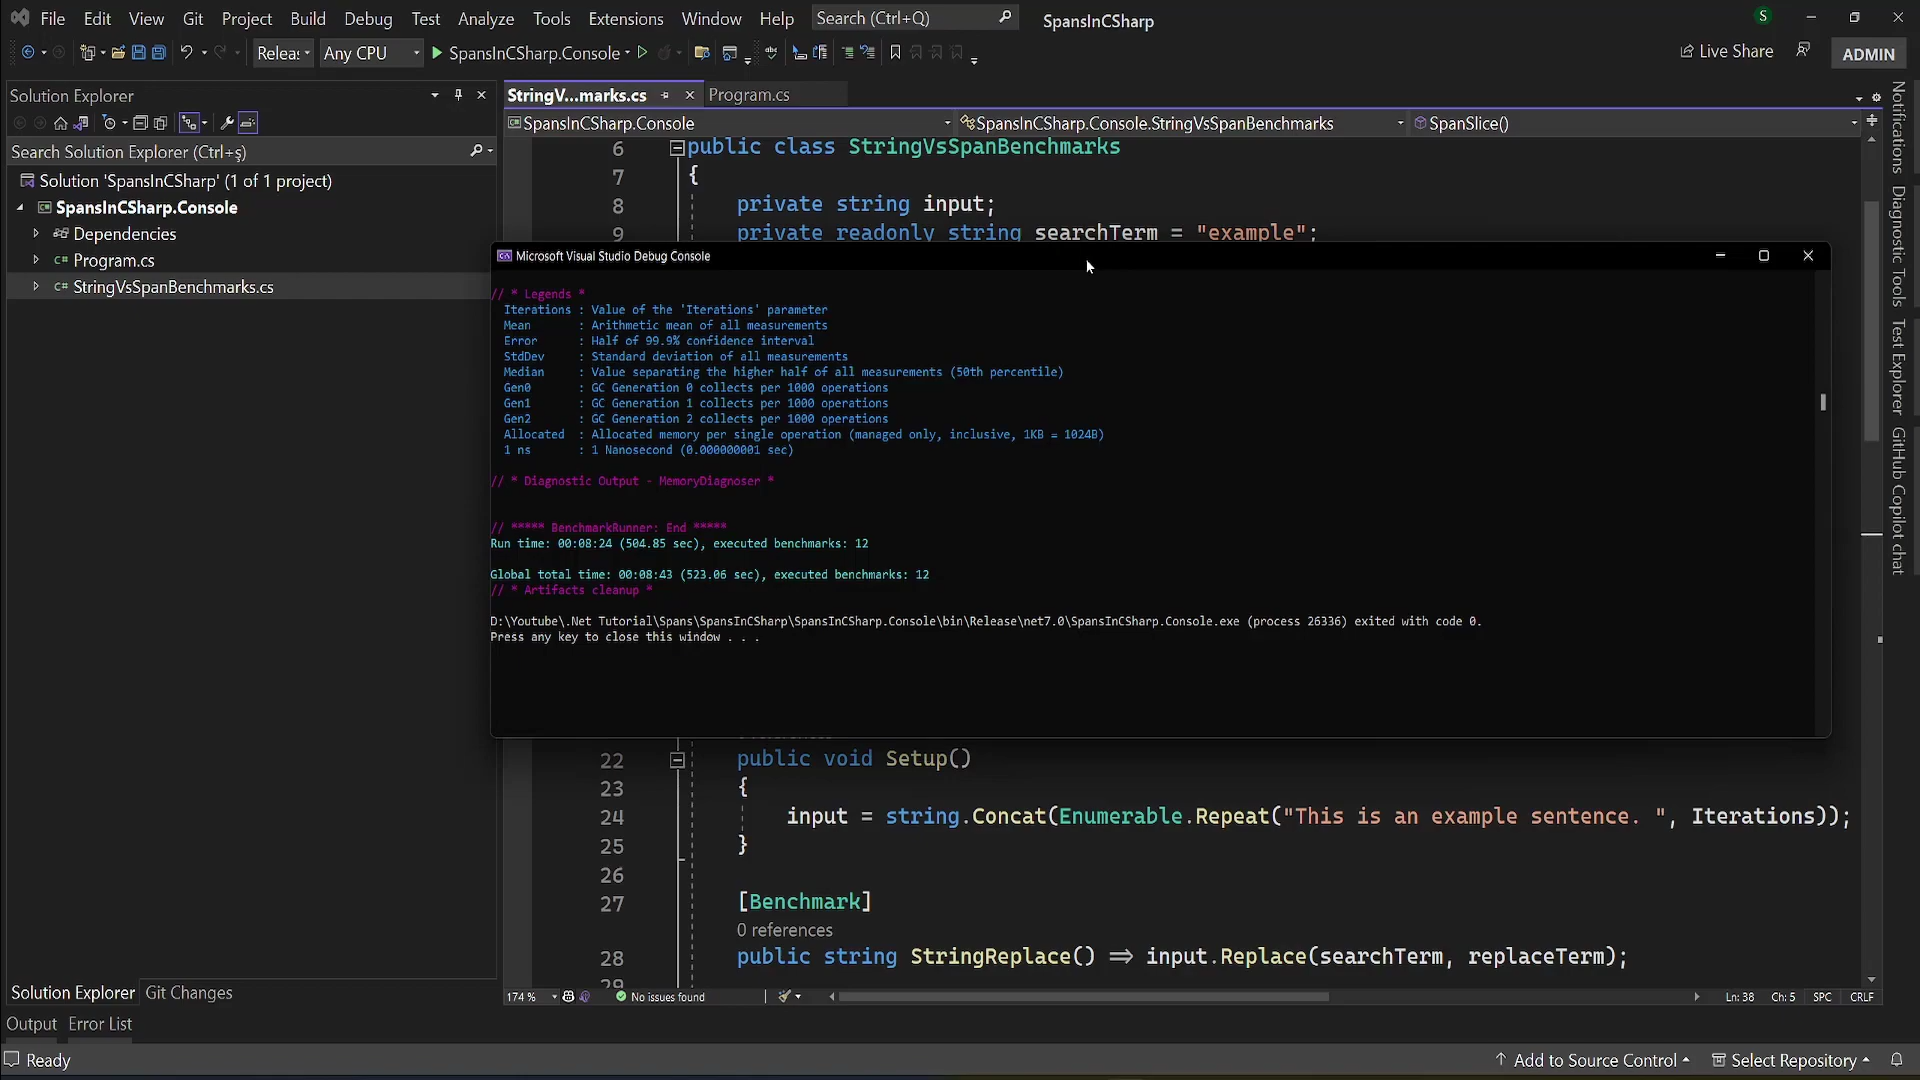 File Edit View Git Project Build Debug Test Analyze Tools Extensions Window Help Search (Ctrl+Q) SpansInCSharp S
Releas Any CPU SpansInCSharp.Console Live Share ADMIN
Solution Explorer
Search Solution Explorer (Ctrl+ş)
Solution 'SpansInCSharp' (1 of 1 project)
SpansInCSharp.Console
Dependencies
C# Program.cs
C# StringVsSpanBenchmarks.cs
StringV...marks.cs Program.cs
SpansInCSharp.Console SpansInCSharp.Console.StringVsSpanBenchmarks SpanSlice()
6 public class StringVsSpanBenchmarks
7 {
8 private string input;
9 private readonly string searchTerm = "example";
Microsoft Visual Studio Debug Console
// * Legends *
Iterations : Value of the 'Iterations' parameter
Mean : Arithmetic mean of all measurements
Error : Half of 99.9% confidence interval
StdDev : Standard deviation of all measurements
Median : Value separating the higher half of all measurements (50th percentile)
Gen0 : GC Generation 0 collects per 1000 operations
Gen1 : GC Generation 1 collects per 1000 operations
Gen2 : GC Generation 2 collects per 1000 operations
Allocated : Allocated memory per single operation (managed only, inclusive, 1KB = 1024B)
1 ns : 1 Nanosecond (0.000000001 sec)
// * Diagnostic Output - MemoryDiagnoser *
// ***** BenchmarkRunner: End *****
Run time: 00:08:24 (504.85 sec), executed benchmarks: 12
Global total time: 00:08:43 (523.06 sec), executed benchmarks: 12
// * Artifacts cleanup *
D:\Youtube\.Net Tutorial\Spans\SpansInCSharp\SpansInCSharp.Console\bin\Release\net7.0\SpansInCSharp.Console.exe (process 26336) exited with code 0.
Press any key to close this window . . .
22 public void Setup()
23 {
24 input = string.Concat(Enumerable.Repeat("This is an example sentence. ", Iterations));
25 }
26
27 [Benchmark]
0 references
28 public string StringReplace() => input.Replace(searchTerm, replaceTerm);
29
174 % No issues found Ln: 38 Ch: 5 SPC CRLF
Solution Explorer Git Changes
Output Error List
Ready Add to Source Control Select Repository
Notifications
Diagnostic Tools
Test Explorer
GitHub Copilot chat